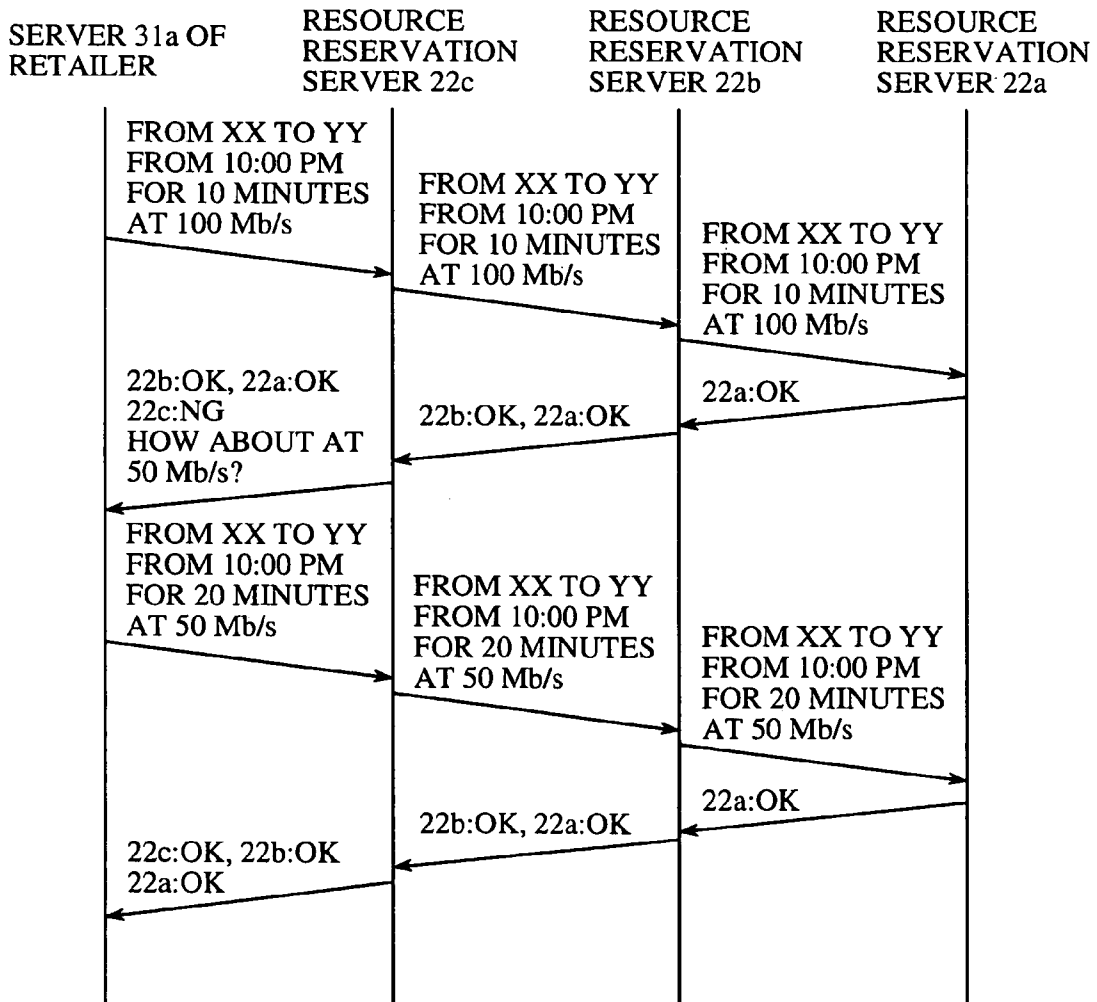 SERVER 31a OF
RETAILER
RESOURCE
RESERVATION
SERVER 22c
RESOURCE
RESERVATION
SERVER 22b
RESOURCE
RESERVATION
SERVER 22a
FROM XX TO YY
FROM 10:00 PM
FOR 10 MINUTES
AT 100 Mb/s
FROM XX TO YY
FROM 10:00 PM
FOR 10 MINUTES
AT 100 Mb/s
FROM XX TO YY
FROM 10:00 PM
FOR 10 MINUTES
AT 100 Mb/s
22a:OK
22b:OK, 22a:OK
22b:OK, 22a:OK
22c:NG
HOW ABOUT AT
50 Mb/s?
FROM XX TO YY
FROM 10:00 PM
FOR 20 MINUTES
AT 50 Mb/s
FROM XX TO YY
FROM 10:00 PM
FOR 20 MINUTES
AT 50 Mb/s
FROM XX TO YY
FROM 10:00 PM
FOR 20 MINUTES
AT 50 Mb/s
22a:OK
22b:OK, 22a:OK
22c:OK, 22b:OK
22a:OK